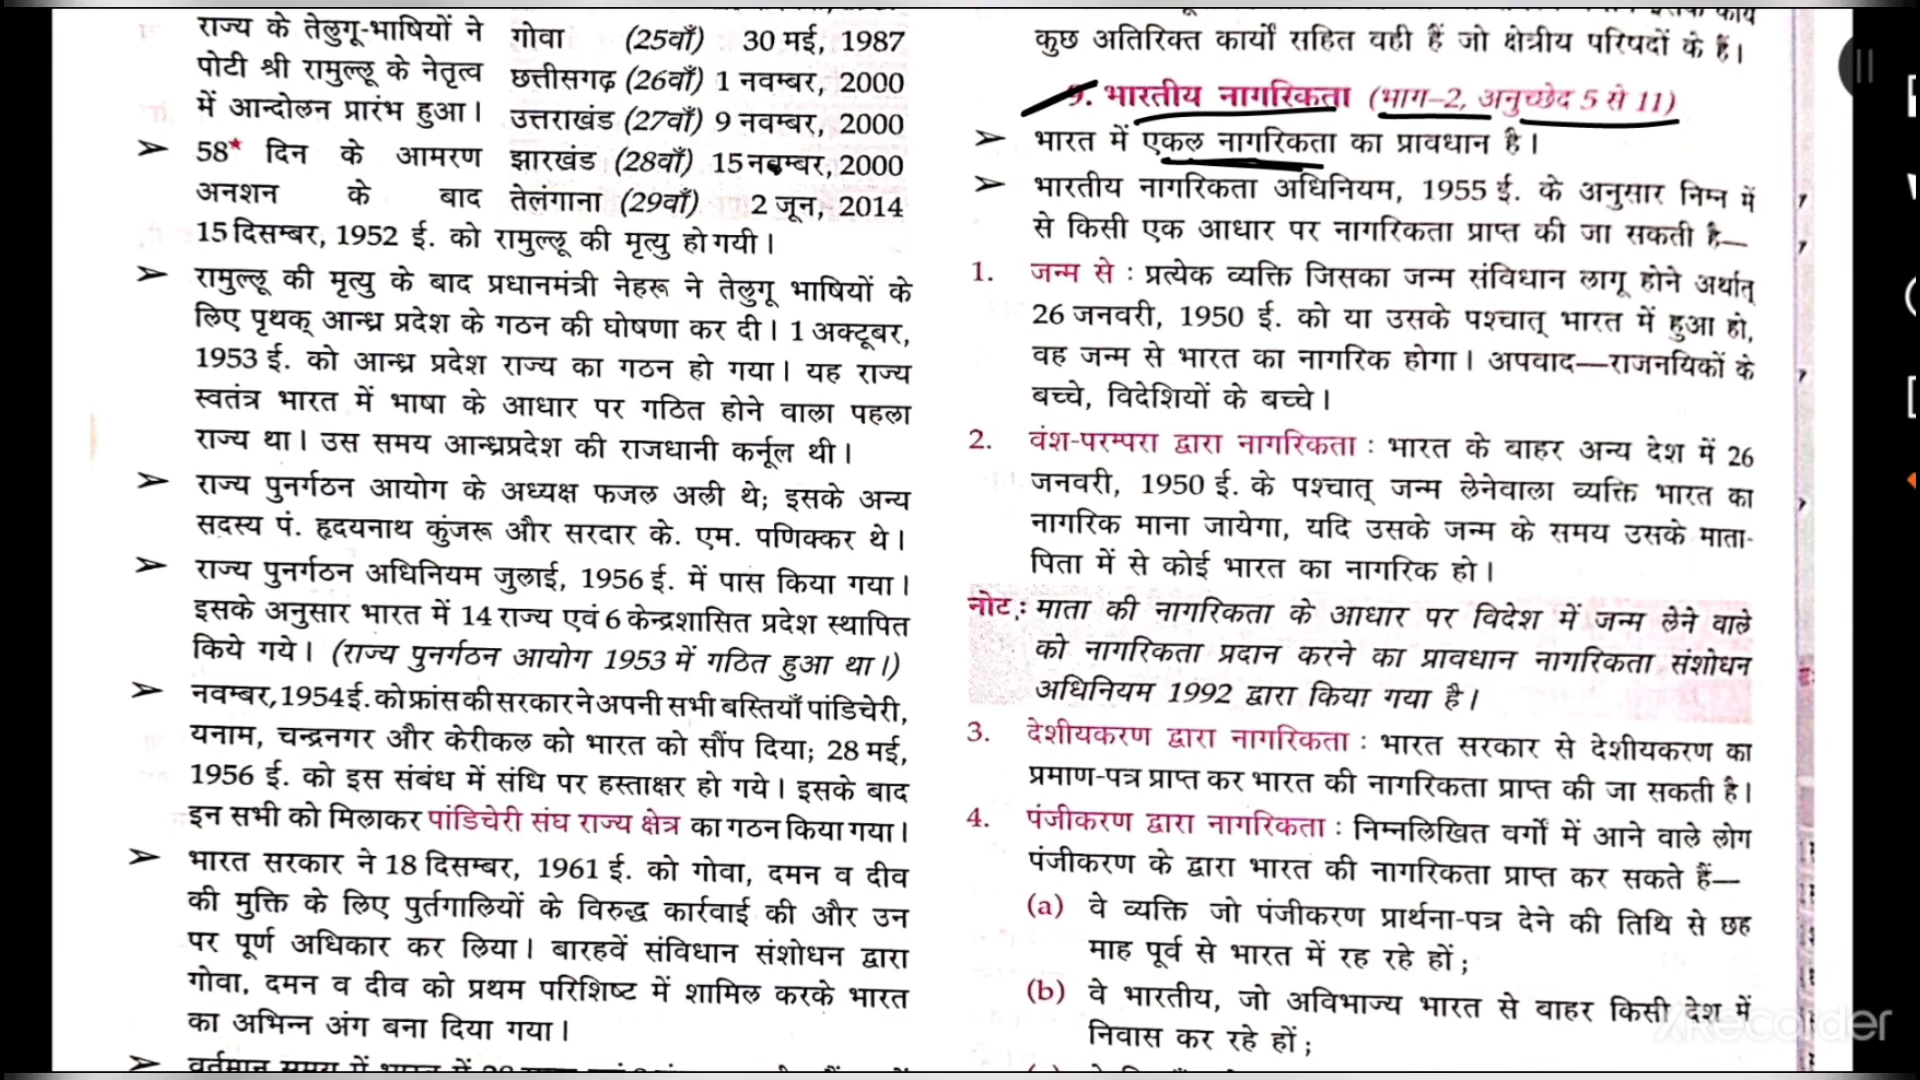 राज्य के तेलुगू-भाषियों ने
पोटी श्री रामुल्लू के नेतृत्व
में आन्दोलन प्रारंभ हुआ।
➢ 58★ दिन के आमरण
अनशन के बाद
गोवा (25वाँ) 30 मई, 1987
छत्तीसगढ़ (26वाँ) 1 नवम्बर, 2000
उत्तराखंड (27वाँ) 9 नवम्बर, 2000
झारखंड (28वाँ) 15 नवम्बर, 2000
तेलंगाना (29वाँ) 2 जून, 2014
15 दिसम्बर, 1952 ई. को रामुल्लू की मृत्यु हो गयी।
➢ रामुल्लू की मृत्यु के बाद प्रधानमंत्री नेहरू ने तेलुगू भाषियों के
लिए पृथक् आन्ध्र प्रदेश के गठन की घोषणा कर दी। 1 अक्टूबर,
1953 ई. को आन्ध्र प्रदेश राज्य का गठन हो गया। यह राज्य
स्वतंत्र भारत में भाषा के आधार पर गठित होने वाला पहला
राज्य था। उस समय आन्ध्रप्रदेश की राजधानी कर्नूल थी।
➢ राज्य पुनर्गठन आयोग के अध्यक्ष फजल अली थे; इसके अन्य
सदस्य पं. हृदयनाथ कुंजरू और सरदार के. एम. पणिक्कर थे।
➢ राज्य पुनर्गठन अधिनियम जुलाई, 1956 ई. में पास किया गया।
इसके अनुसार भारत में 14 राज्य एवं 6 केन्द्रशासित प्रदेश स्थापित
किये गये। (राज्य पुनर्गठन आयोग 1953 में गठित हुआ था।)
➢ नवम्बर, 1954 ई. को फ्रांस की सरकार ने अपनी सभी बस्तियाँ पांडिचेरी,
यनाम, चन्द्रनगर और केरीकल को भारत को सौंप दिया; 28 मई,
1956 ई. को इस संबंध में संधि पर हस्ताक्षर हो गये। इसके बाद
इन सभी को मिलाकर पांडिचेरी संघ राज्य क्षेत्र का गठन किया गया।
➢ भारत सरकार ने 18 दिसम्बर, 1961 ई. को गोवा, दमन व दीव
की मुक्ति के लिए पुर्तगालियों के विरुद्ध कार्रवाई की और उन
पर पूर्ण अधिकार कर लिया। बारहवें संविधान संशोधन द्वारा
गोवा, दमन व दीव को प्रथम परिशिष्ट में शामिल करके भारत
का अभिन्न अंग बना दिया गया।
➢ वर्तमान समय में भारत में
कुछ अतिरिक्त कार्यों सहित वही हैं जो क्षेत्रीय परिषदों के हैं।
9. भारतीय नागरिकता (भाग–2, अनुच्छेद 5 से 11)
➢ भारत में एकल नागरिकता का प्रावधान है।
➢ भारतीय नागरिकता अधिनियम, 1955 ई. के अनुसार निम्न में
से किसी एक आधार पर नागरिकता प्राप्त की जा सकती है—
1. जन्म से : प्रत्येक व्यक्ति जिसका जन्म संविधान लागू होने अर्थात्
26 जनवरी, 1950 ई. को या उसके पश्चात् भारत में हुआ हो,
वह जन्म से भारत का नागरिक होगा। अपवाद—राजनयिकों के
बच्चे, विदेशियों के बच्चे।
2. वंश-परम्परा द्वारा नागरिकता : भारत के बाहर अन्य देश में 26
जनवरी, 1950 ई. के पश्चात् जन्म लेनेवाला व्यक्ति भारत का
नागरिक माना जायेगा, यदि उसके जन्म के समय उसके माता-
पिता में से कोई भारत का नागरिक हो।
नोट : माता की नागरिकता के आधार पर विदेश में जन्म लेने वाले
को नागरिकता प्रदान करने का प्रावधान नागरिकता संशोधन
अधिनियम 1992 द्वारा किया गया है।
3. देशीयकरण द्वारा नागरिकता : भारत सरकार से देशीयकरण का
प्रमाण-पत्र प्राप्त कर भारत की नागरिकता प्राप्त की जा सकती है।
4. पंजीकरण द्वारा नागरिकता : निम्नलिखित वर्गों में आने वाले लोग
पंजीकरण के द्वारा भारत की नागरिकता प्राप्त कर सकते हैं—
(a) वे व्यक्ति जो पंजीकरण प्रार्थना-पत्र देने की तिथि से छह
माह पूर्व से भारत में रह रहे हों;
(b) वे भारतीय, जो अविभाज्य भारत से बाहर किसी देश में
निवास कर रहे हों;
XRecorder